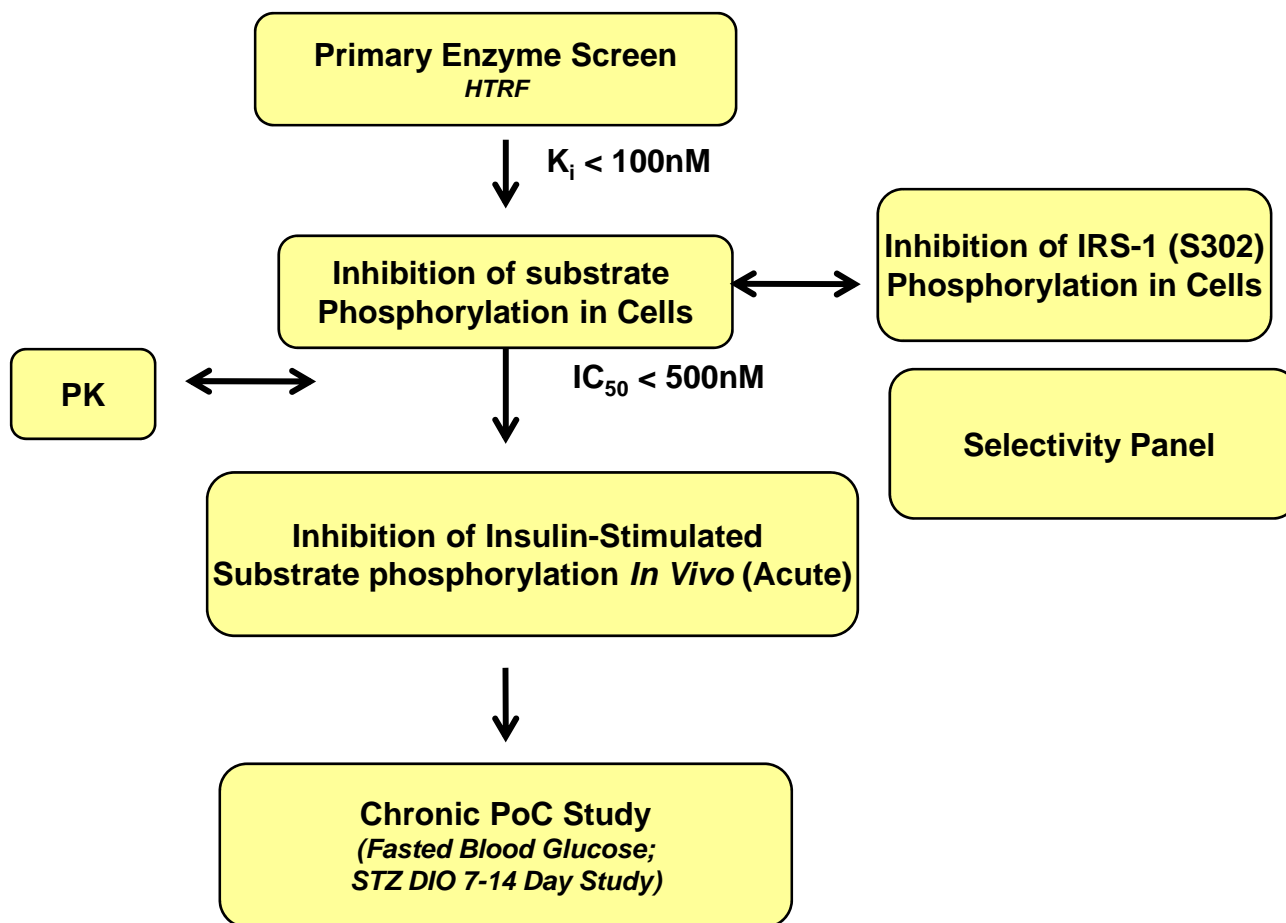 Primary Enzyme Screen
HTRF
Ki < 100nM
Inhibition of substrate
Phosphorylation in Cells
Inhibition of IRS-1 (S302)
Phosphorylation in Cells
PK
IC50 < 500nM
Selectivity Panel
Inhibition of Insulin-Stimulated
Substrate phosphorylation In Vivo (Acute)
Chronic PoC Study
(Fasted Blood Glucose;
STZ DIO 7-14 Day Study)